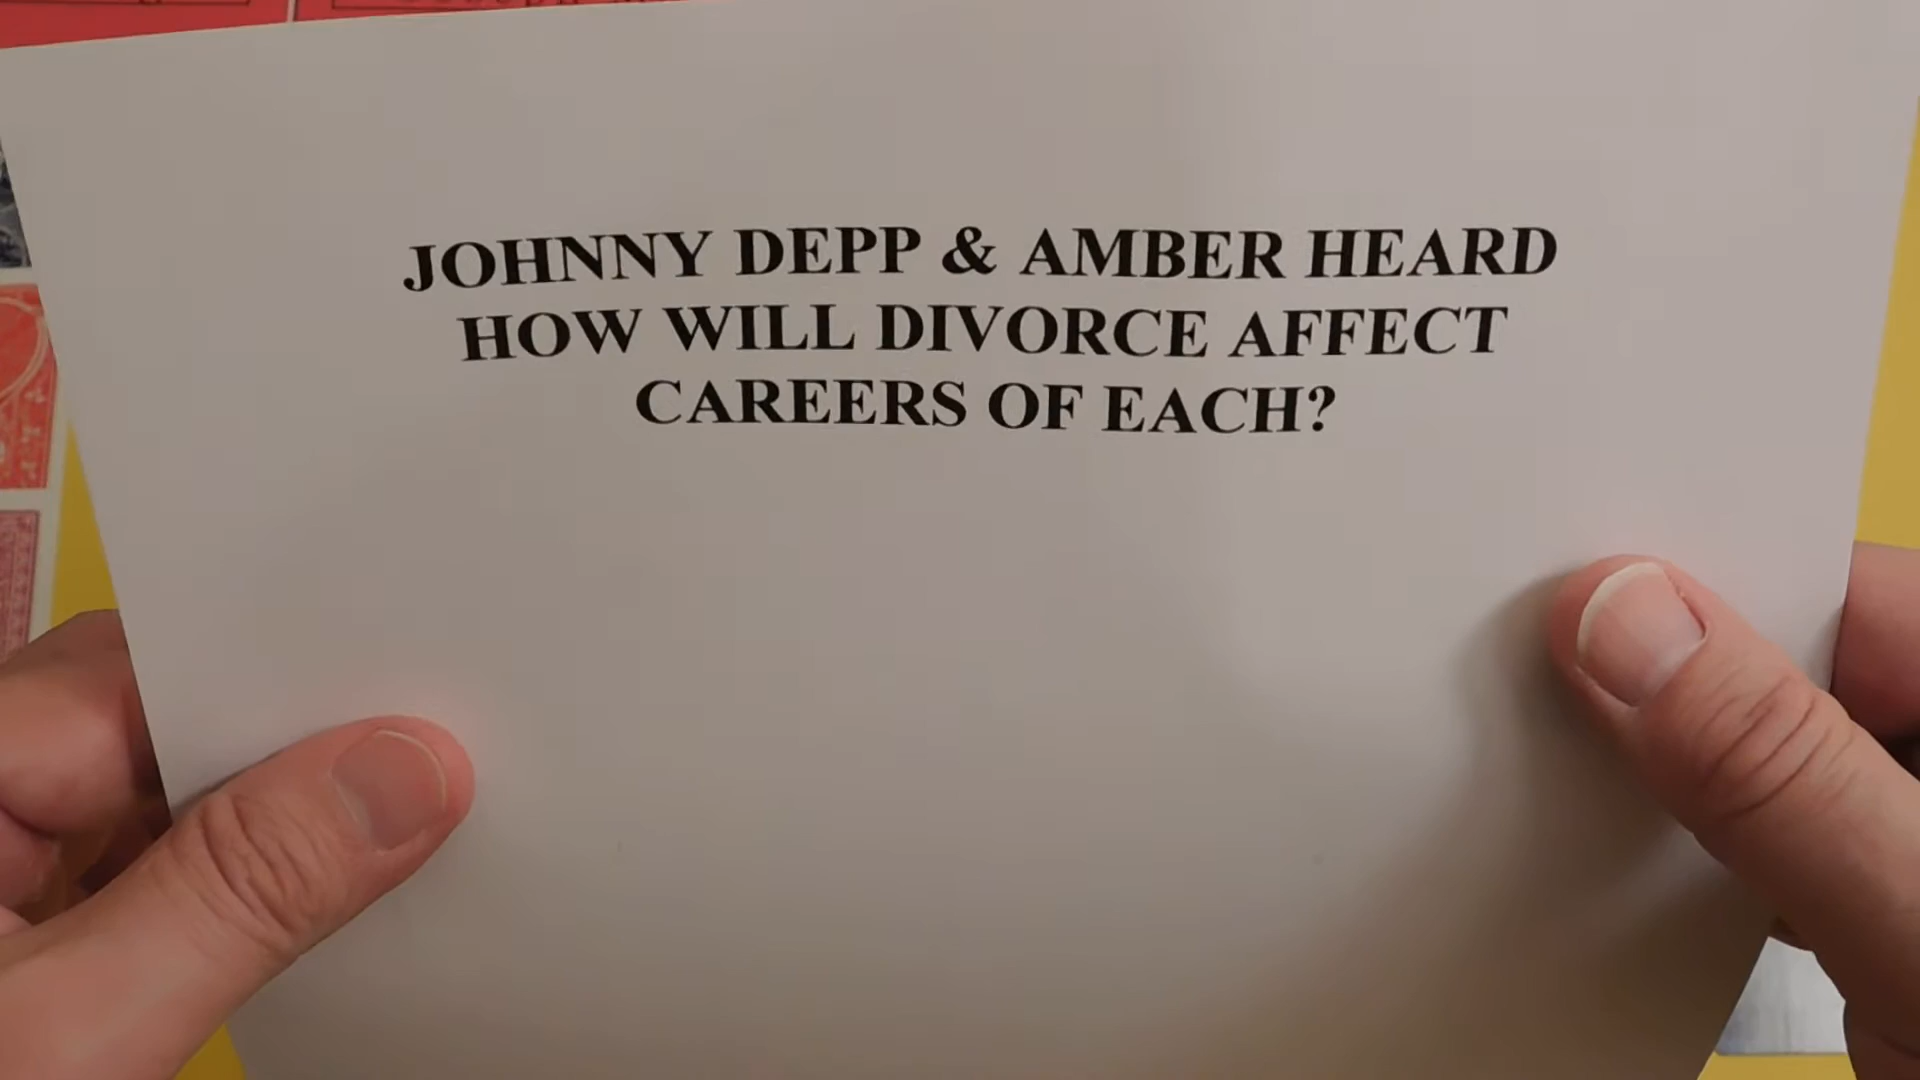 JOHNNY DEPP & AMBER HEARD
HOW WILL DIVORCE AFFECT
CAREERS OF EACH?